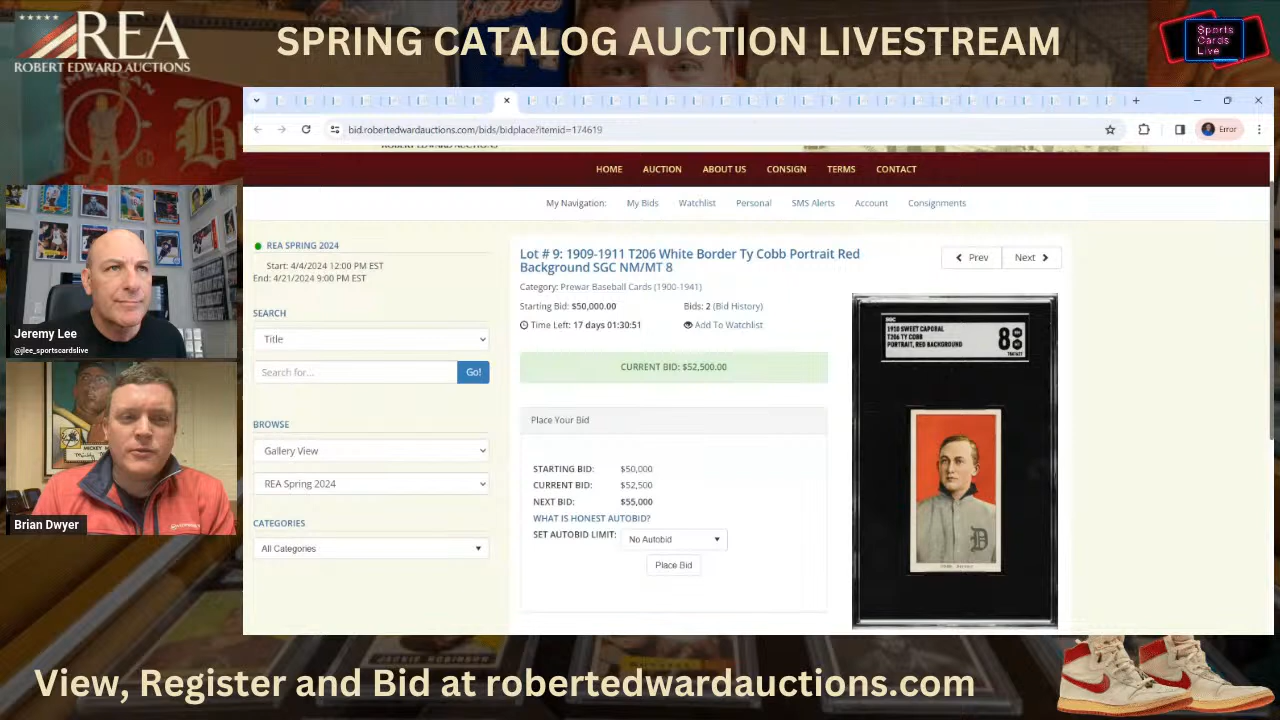 REA
ROBERT EDWARD AUCTIONS
SPRING CATALOG AUCTION LIVESTREAM
Sports
Cards
Live
bid.robertedwardauctions.com/bids/bidplace?itemid=174619
Error
HOME AUCTION ABOUT US CONSIGN TERMS CONTACT
My Navigation: My Bids Watchlist Personal SMS Alerts Account Consignments
REA SPRING 2024
Start: 4/4/2024 12:00 PM EST
End: 4/21/2024 9:00 PM EST
SEARCH
Title
Search for...
Go!
BROWSE
Gallery View
REA Spring 2024
CATEGORIES
All Categories
Lot # 9: 1909-1911 T206 White Border Ty Cobb Portrait Red
Background SGC NM/MT 8
Category: Prewar Baseball Cards (1900-1941)
Starting Bid: $50,000.00 Bids: 2 (Bid History)
Time Left: 17 days 01:30:51 Add To Watchlist
CURRENT BID: $52,500.00
Place Your Bid
STARTING BID: $50,000
CURRENT BID: $52,500
NEXT BID: $55,000
WHAT IS HONEST AUTOBID?
SET AUTOBID LIMIT: No Autobid
Place Bid
Prev Next
SGC
1910 SWEET CAPORAL
T206 TY COBB
PORTRAIT, RED BACKGROUND
8
D
Jeremy Lee
@jlee_sportscardslive
Brian Dwyer
JACKIE ROBINSON
View, Register and Bid at robertedwardauctions.com